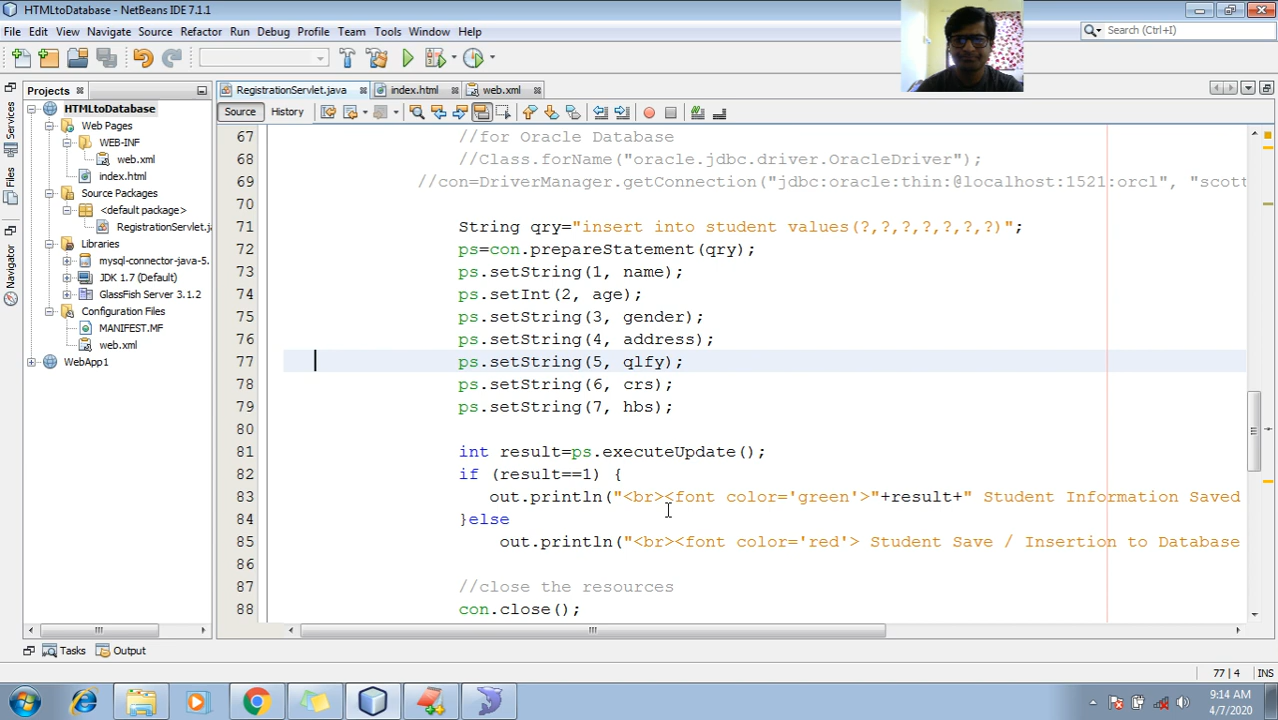 HTMLtoDatabase - NetBeans IDE 7.1.1
File Edit View Navigate Source Refactor Run Debug Profile Team Tools Window Help
Search (Ctrl+I)
Projects
RegistrationServlet.java
index.html
web.xml
Source
History
Services
Files
Navigator
HTMLtoDatabase
Web Pages
WEB-INF
web.xml
index.html
Source Packages
<default package>
RegistrationServlet.ja
Libraries
mysql-connector-java-5.
JDK 1.7 (Default)
GlassFish Server 3.1.2
Configuration Files
MANIFEST.MF
web.xml
WebApp1
67 //for Oracle Database
68 //Class.forName("oracle.jdbc.driver.OracleDriver");
69 //con=DriverManager.getConnection("jdbc:oracle:thin:@localhost:1521:orcl", "scott
70
71 String qry="insert into student values(?,?,?,?,?,?,?)";
72 ps=con.prepareStatement(qry);
73 ps.setString(1, name);
74 ps.setInt(2, age);
75 ps.setString(3, gender);
76 ps.setString(4, address);
77 ps.setString(5, qlfy);
78 ps.setString(6, crs);
79 ps.setString(7, hbs);
80
81 int result=ps.executeUpdate();
82 if (result==1) {
83 out.println("<br><font color='green'>"+result+" Student Information Saved
84 }else
85 out.println("<br><font color='red'> Student Save / Insertion to Database
86
87 //close the resources
88 con.close();
Tasks
Output
77 | 4
INS
9:14 AM
4/7/2020